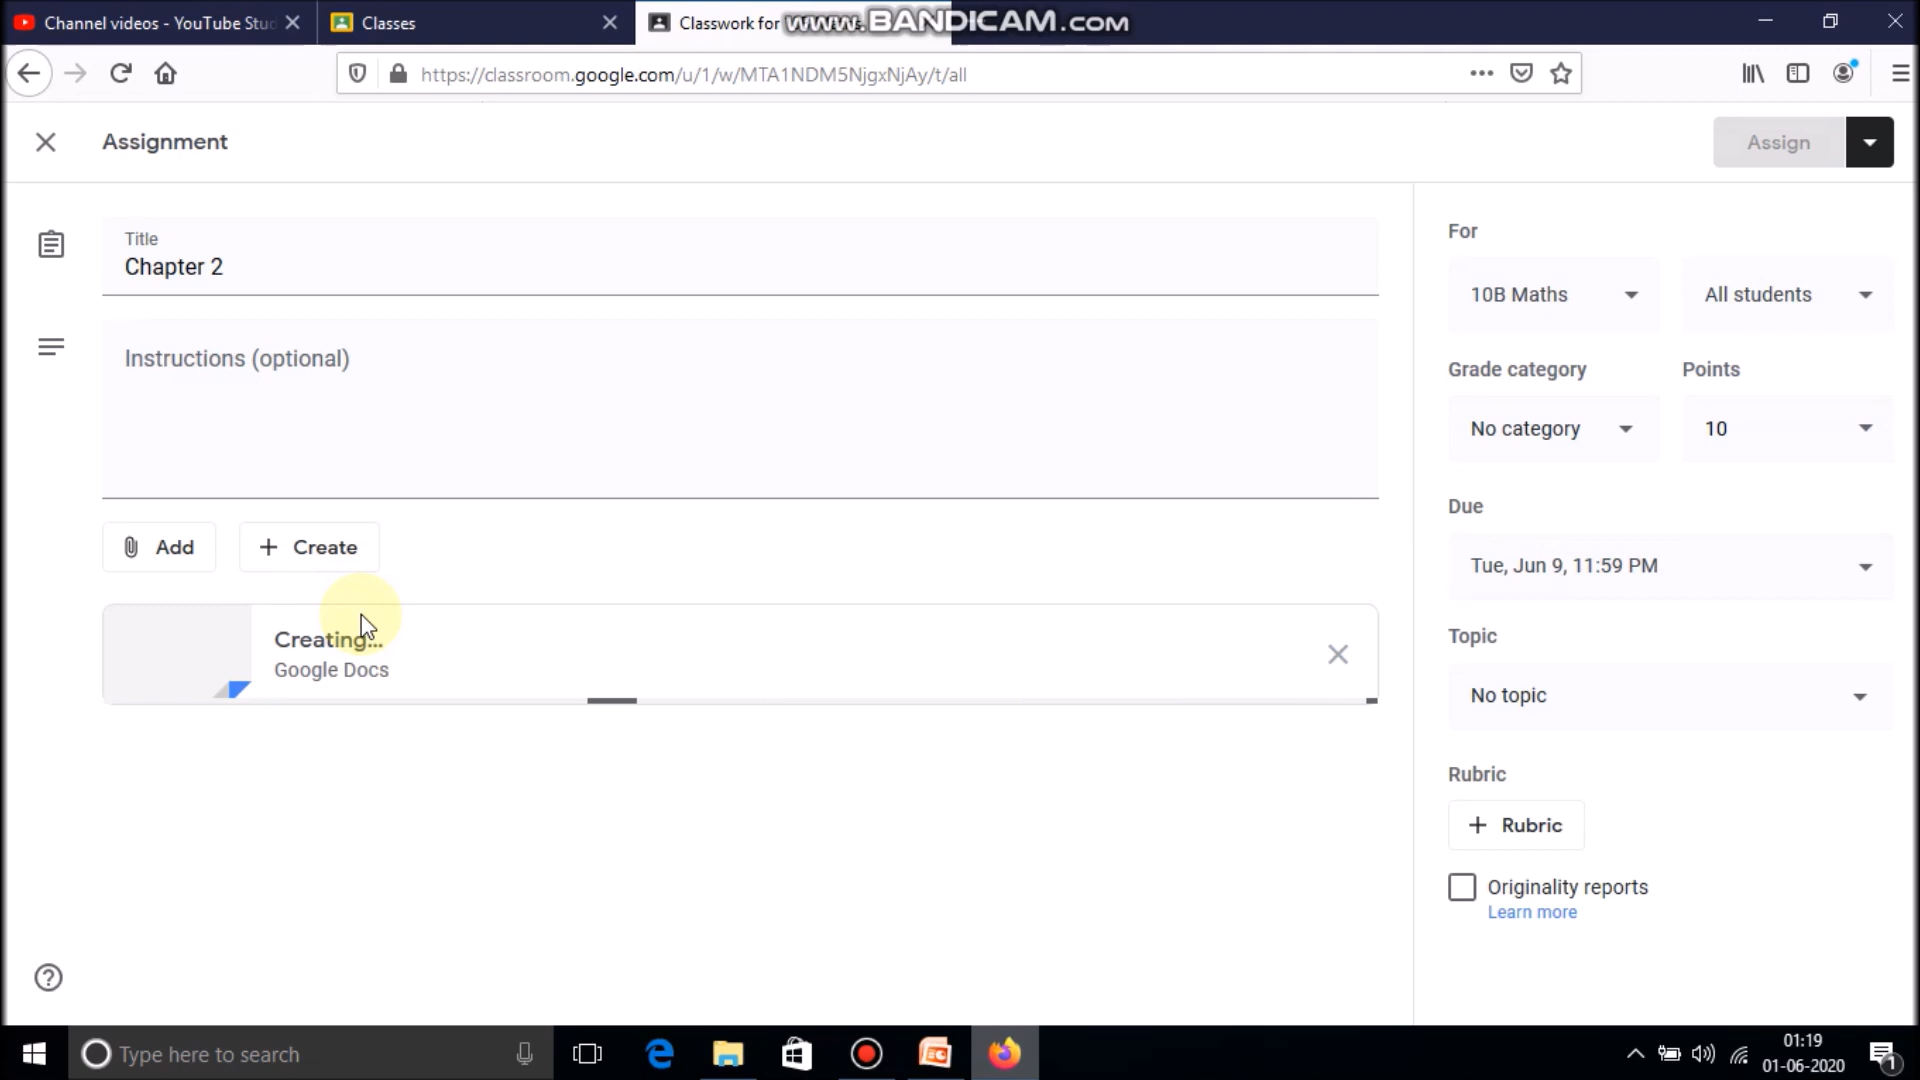 Channel videos - YouTube Stud
Classes
Classwork for
www.BANDICAM.com
https://classroom.google.com/u/1/w/MTA1NDM5NjgxNjAy/t/all
Assignment
Assign
Title
Chapter 2
Instructions (optional)
Add
Create
Creating...
Google Docs
For
10B Maths
All students
Grade category
Points
No category
10
Due
Tue, Jun 9, 11:59 PM
Topic
No topic
Rubric
Rubric
Originality reports
Learn more
Type here to search
01:19
01-06-2020
1